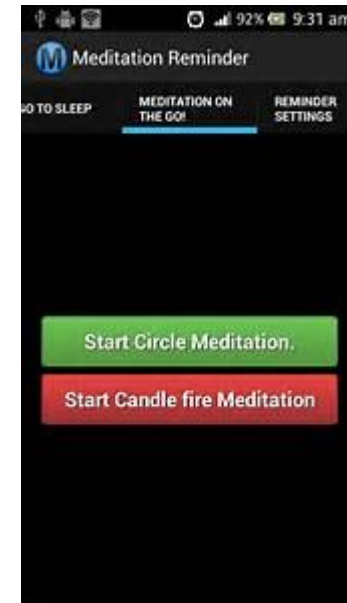 92% 9:31 am
M Meditation Reminder
GO TO SLEEP
MEDITATION ON
THE GO!
REMINDER
SETTINGS
Start Circle Meditation.
Start Candle fire Meditation